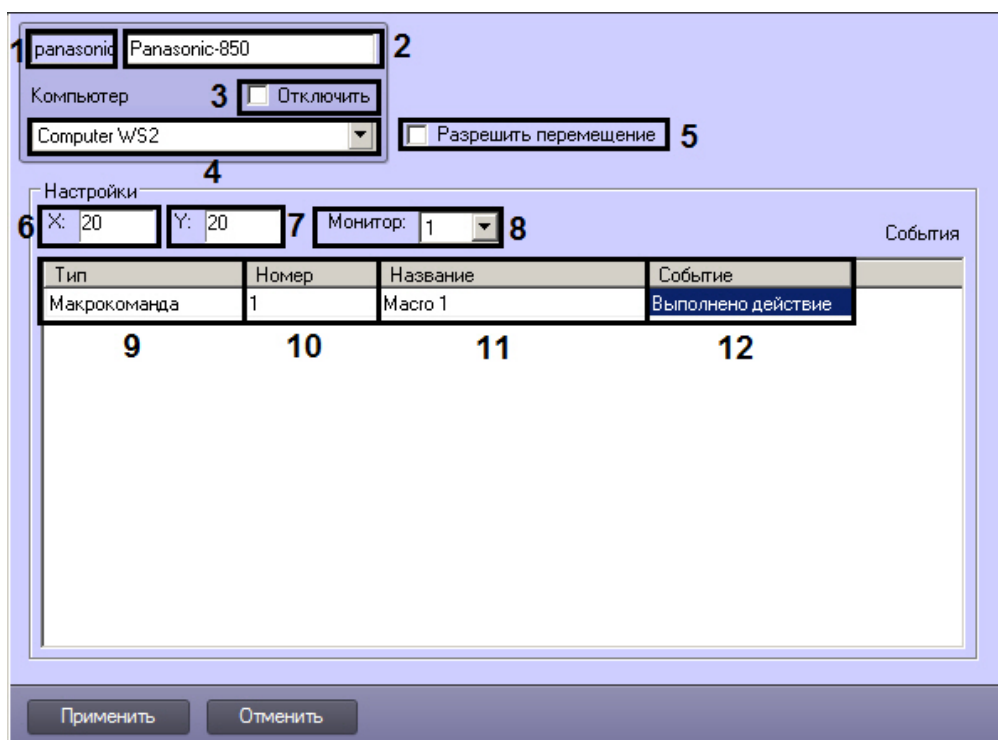 1 panasonic Panasonic-850 2
Компьютер 3 Отключить
Computer WS2 Разрешить перемещение 5
4
Настройки
6 X: 20 Y: 20 7 Монитор: 1 8
События
Тип Номер Название Событие
Макрокоманда 1 Macro 1 Выполнено действие
9 10 11 12
Применить Отменить